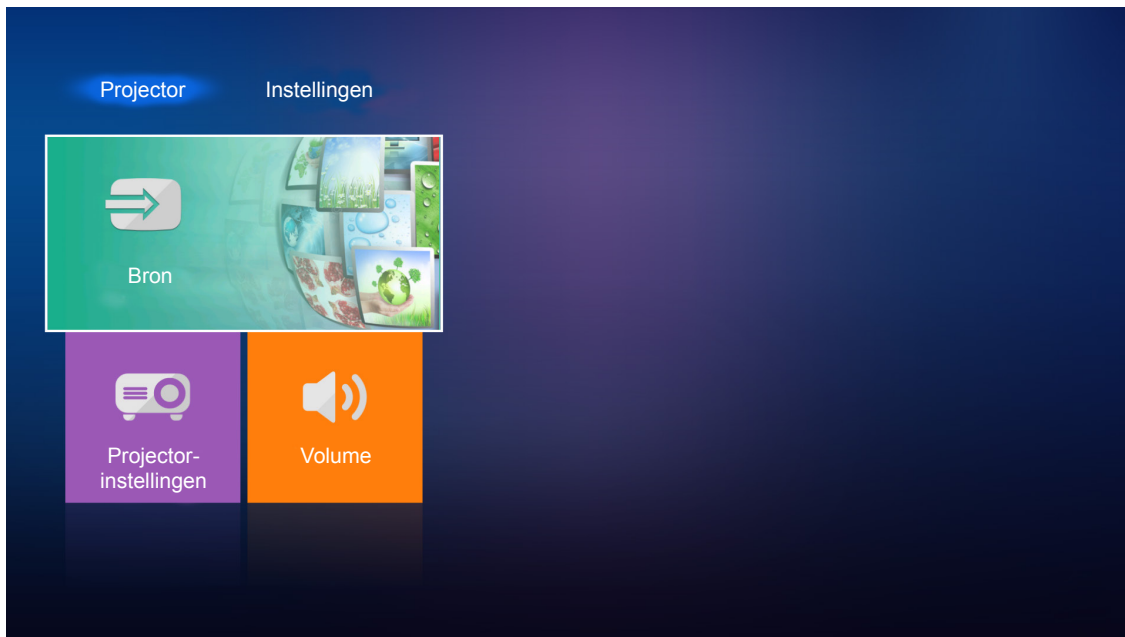 Projector
Instellingen
Bron
Projector-
instellingen
Volume